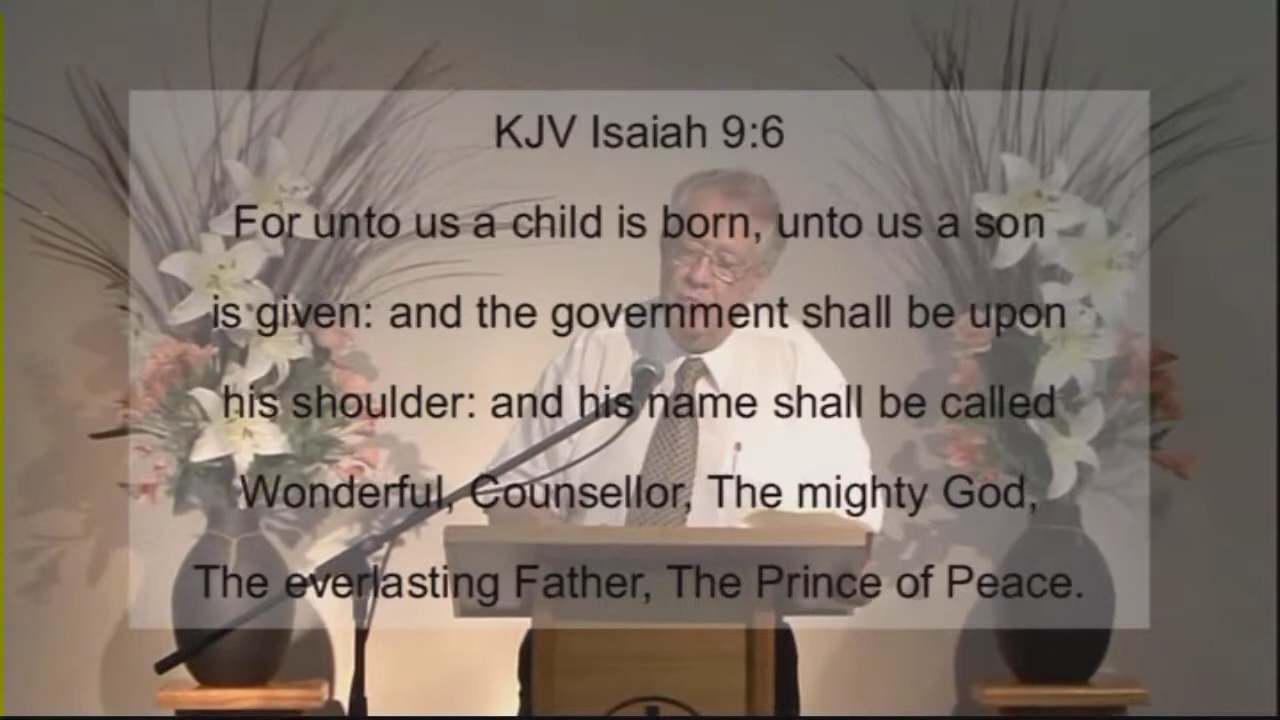 KJV Isaiah 9:6
For unto us a child is born, unto us a son
is given: and the government shall be upon
his shoulder: and his name shall be called
Wonderful, Counsellor, The mighty God,
The everlasting Father, The Prince of Peace.